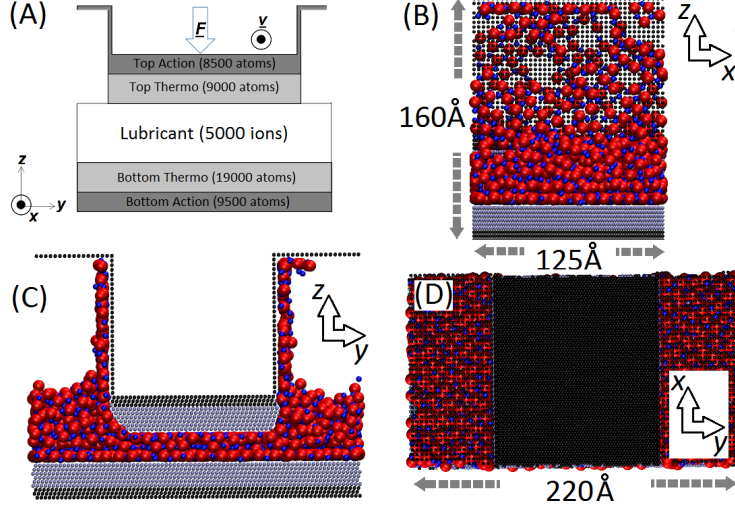 (A)
F
v
Top Action (8500 atoms)
Top Thermo (9000 atoms)
Lubricant (5000 ions)
Bottom Thermo (19000 atoms)
Bottom Action (9500 atoms)
z
x
y
(B)
z
x
160Å
125Å
(C)
z
y
(D)
x
y
220Å